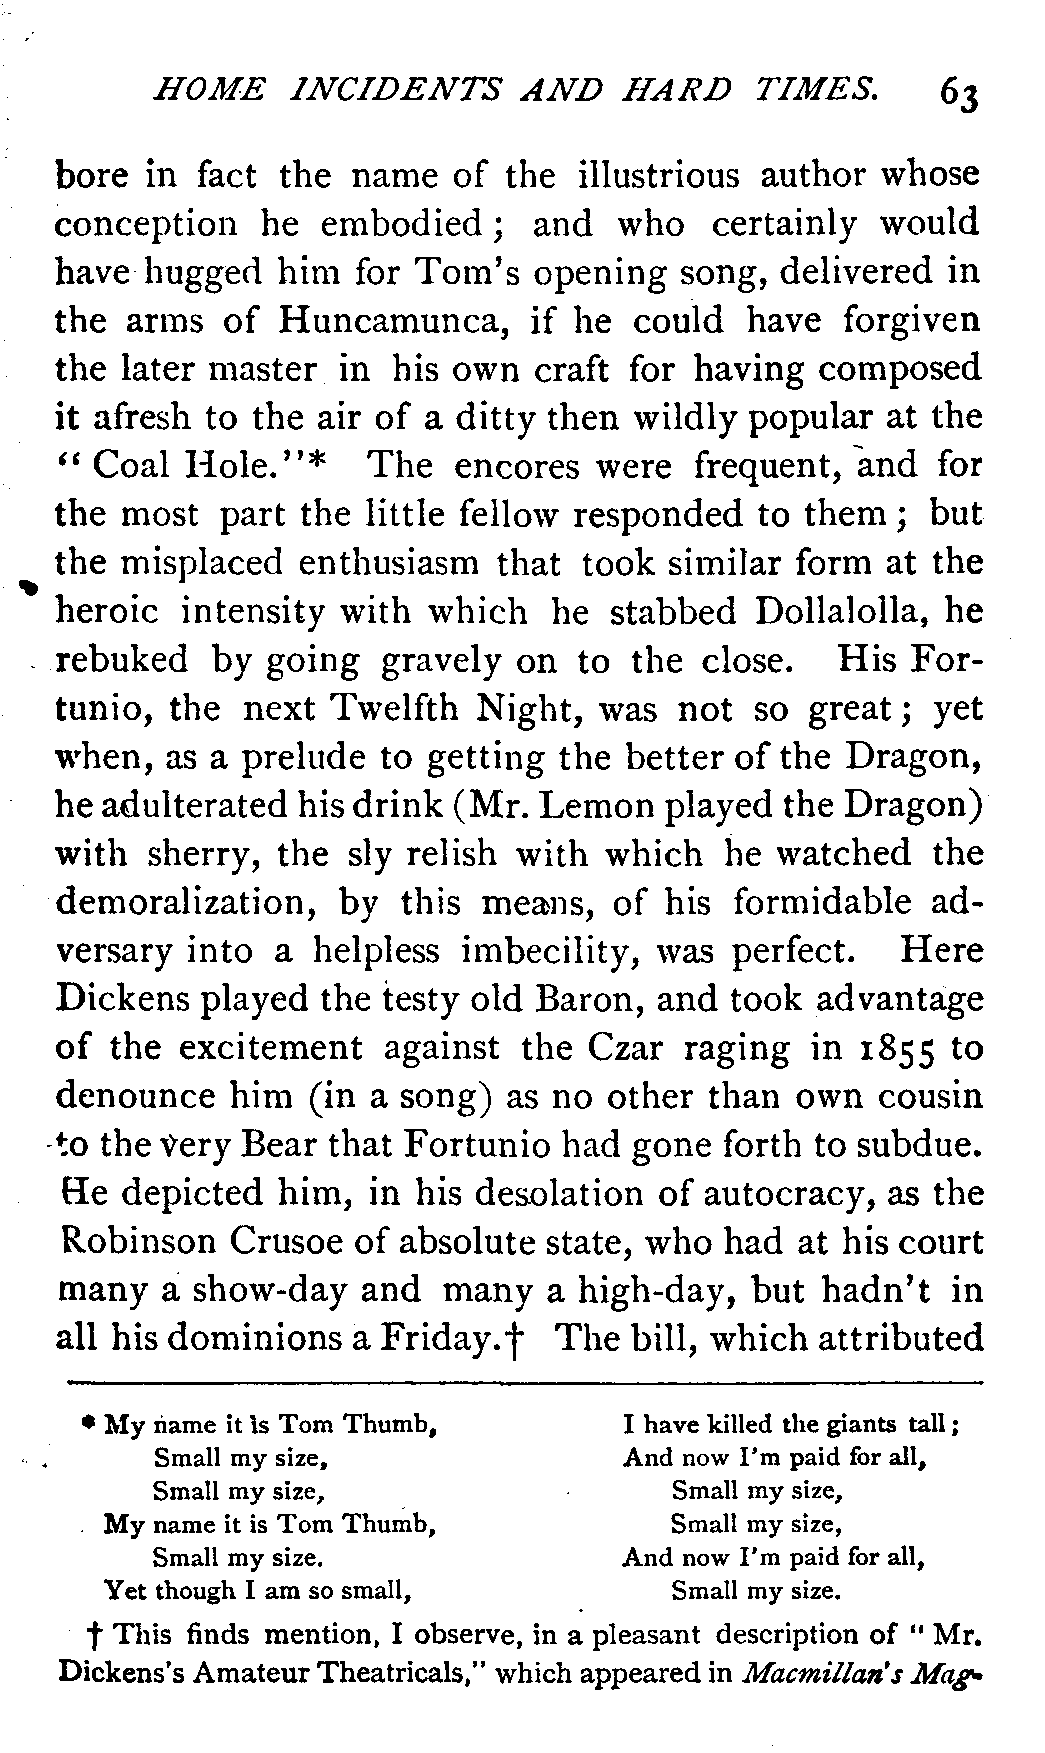 HOME INCIDENTS AND HARD TIMES. 63
bore in fact the name of the illustrious author whose
conception he embodied ; and who certainly would
have hugged him for Tom's opening song, delivered in
the arms of Huncamunca, if he could have forgiven
the later master in his own craft for having composed
it afresh to the air of a ditty then wildly popular at the
“ Coal Hole.”* The encores were frequent, and for
the most part the little fellow responded to them ; but
the misplaced enthusiasm that took similar form at the
heroic intensity with which he stabbed Dollalolla, he
rebuked by going gravely on to the close. His For-
tunio, the next Twelfth Night, was not so great ; yet
when, as a prelude to getting the better of the Dragon,
he adulterated his drink (Mr. Lemon played the Dragon)
with sherry, the sly relish with which he watched the
demoralization, by this means, of his formidable ad-
versary into a helpless imbecility, was perfect. Here
Dickens played the testy old Baron, and took advantage
of the excitement against the Czar raging in 1855 to
denounce him (in a song) as no other than own cousin
to the very Bear that Fortunio had gone forth to subdue.
He depicted him, in his desolation of autocracy, as the
Robinson Crusoe of absolute state, who had at his court
many a show-day and many a high-day, but hadn't in
all his dominions a Friday.† The bill, which attributed
* My name it is Tom Thumb,
Small my size,
Small my size,
My name it is Tom Thumb,
Small my size.
Yet though I am so small,
I have killed the giants tall ;
And now I'm paid for all,
Small my size,
Small my size,
And now I'm paid for all,
Small my size.
† This finds mention, I observe, in a pleasant description of “ Mr.
Dickens's Amateur Theatricals,” which appeared in Macmillan's Mag-